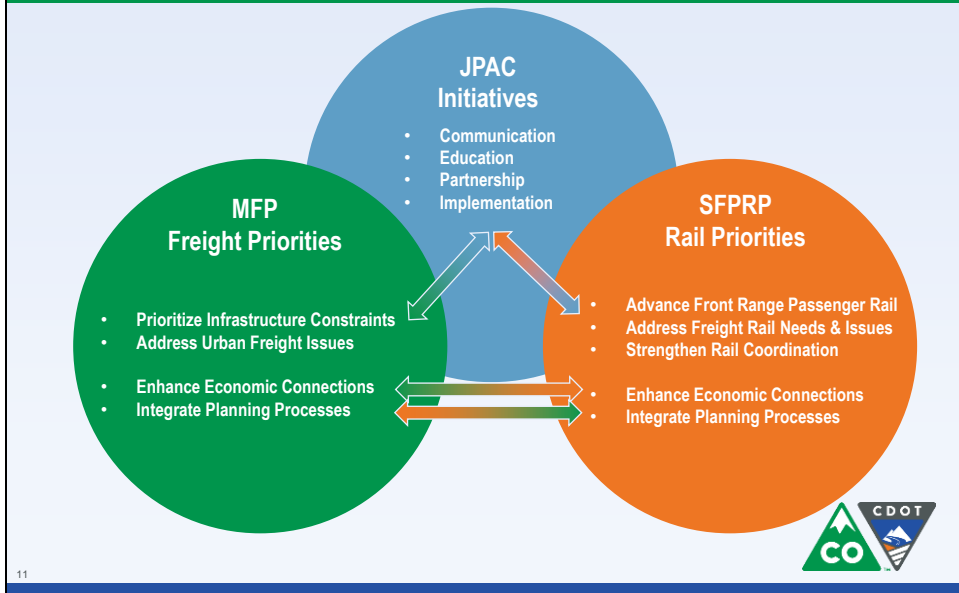 JPAC
Initiatives
• Communication
• Education
• Partnership
• Implementation
MFP
Freight Priorities
• Prioritize Infrastructure Constraints
• Address Urban Freight Issues
• Enhance Economic Connections
• Integrate Planning Processes
SFPRP
Rail Priorities
• Advance Front Range Passenger Rail
• Address Freight Rail Needs & Issues
• Strengthen Rail Coordination
• Enhance Economic Connections
• Integrate Planning Processes
CO
CDOT
11